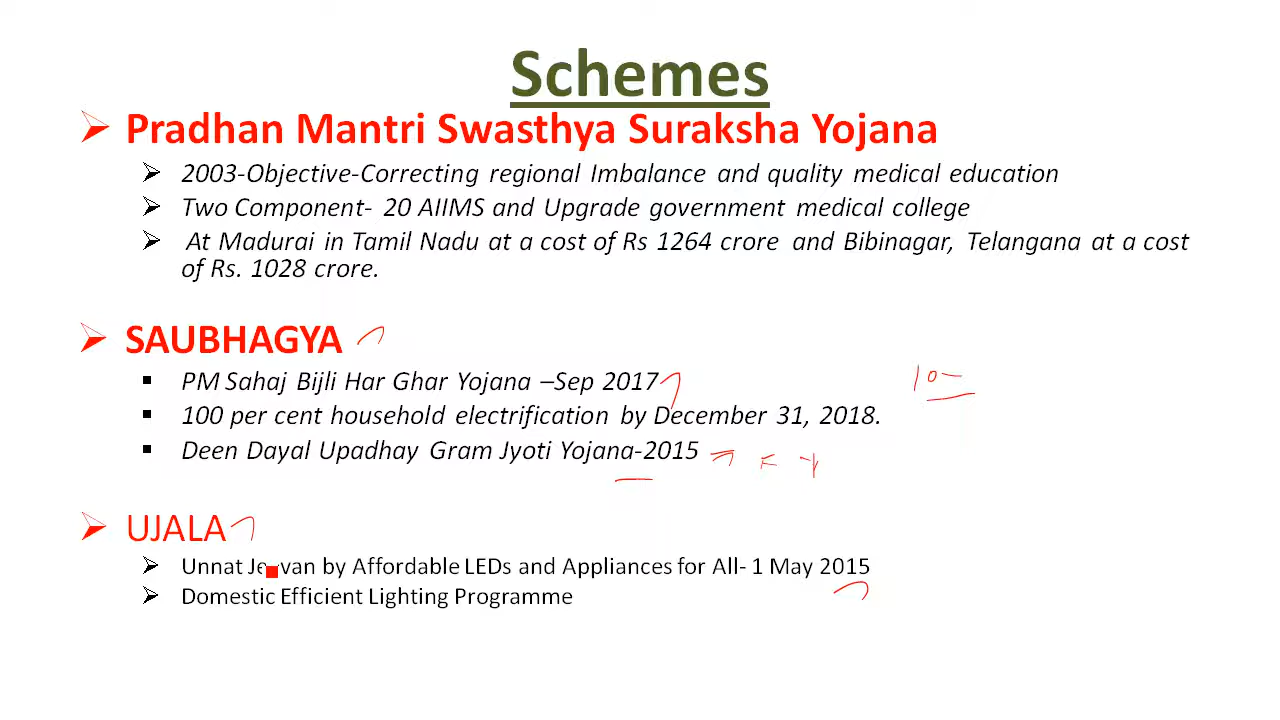 Schemes
Pradhan Mantri Swasthya Suraksha Yojana
2003-Objective-Correcting regional Imbalance and quality medical education
Two Component- 20 AIIMS and Upgrade government medical college
At Madurai in Tamil Nadu at a cost of Rs 1264 crore and Bibinagar, Telangana at a cost
of Rs. 1028 crore.
SAUBHAGYA
PM Sahaj Bijli Har Ghar Yojana –Sep 2017
100 per cent household electrification by December 31, 2018.
Deen Dayal Upadhay Gram Jyoti Yojana-2015
UJALA
Unnat by Affordable LEDs and Appliances for All- 1 May 2015
Domestic Efficient Lighting Programme